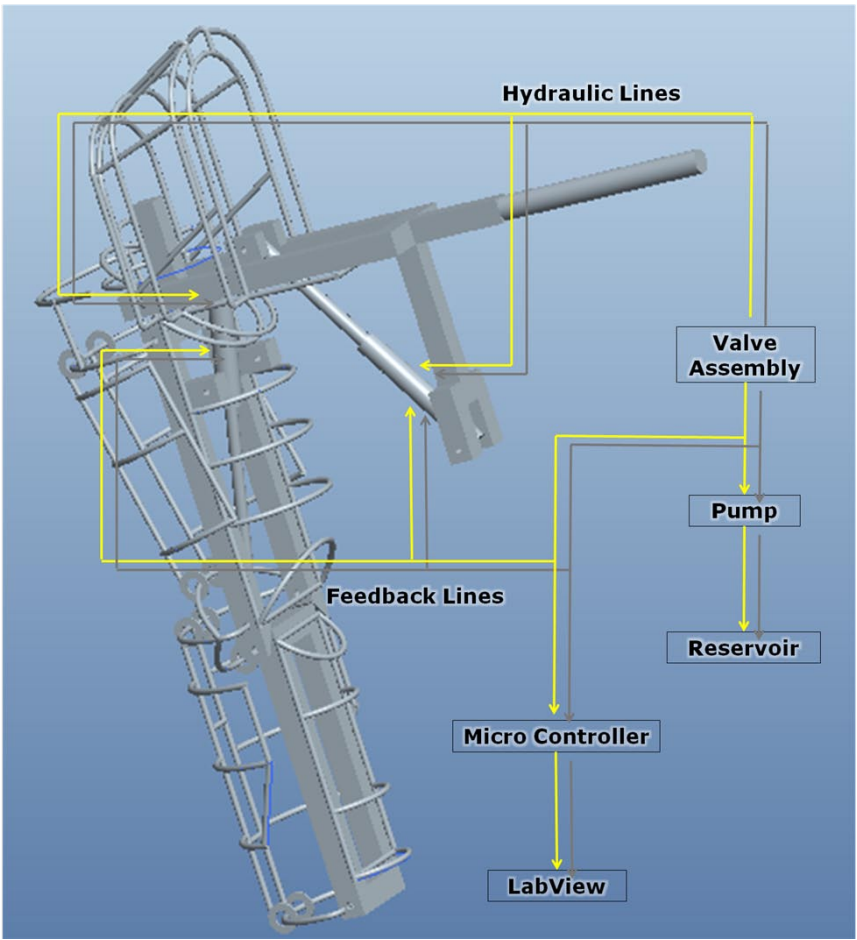 Hydraulic Lines
Valve
Assembly
Pump
Feedback Lines
Reservoir
Micro Controller
LabView